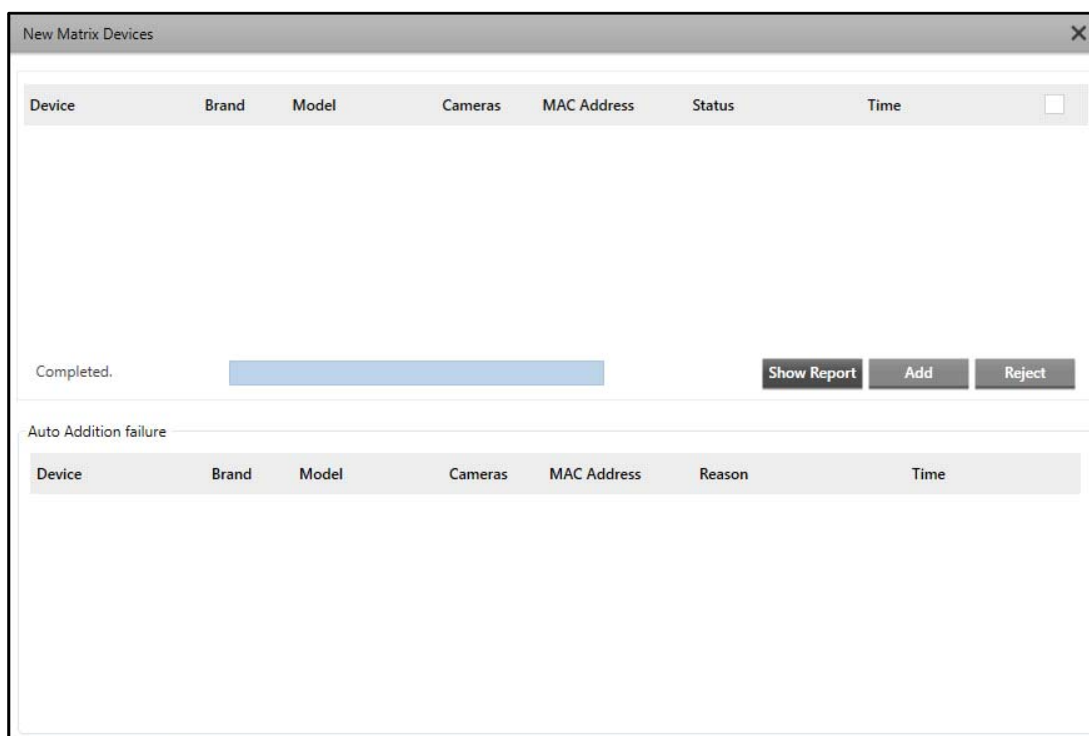 New Matrix Devices
Device Brand Model Cameras MAC Address Status Time
Completed. Show Report Add Reject
Auto Addition failure
Device Brand Model Cameras MAC Address Reason Time